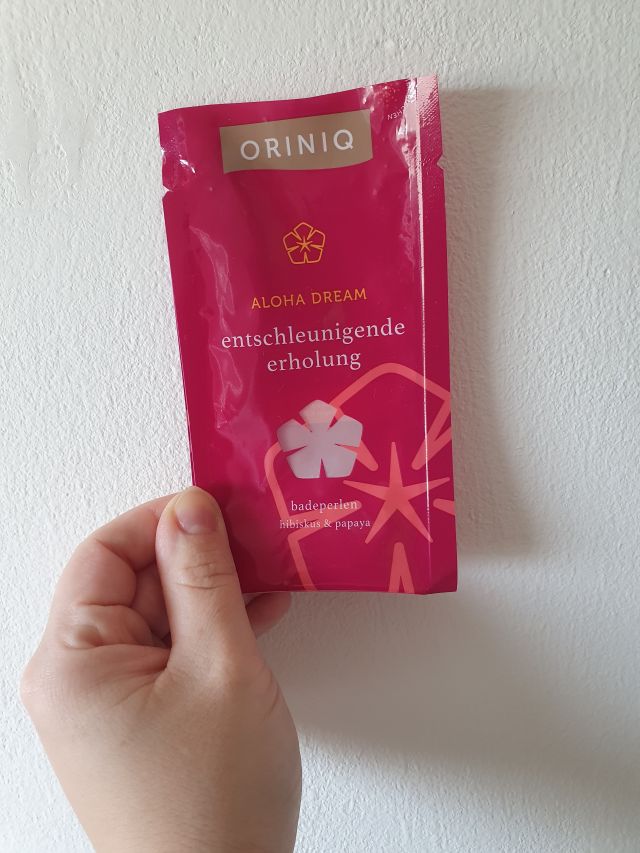 ORINIQ
ALOHA DREAM
entschleunigende
erholung
badeperlen
hibiskus & papaya